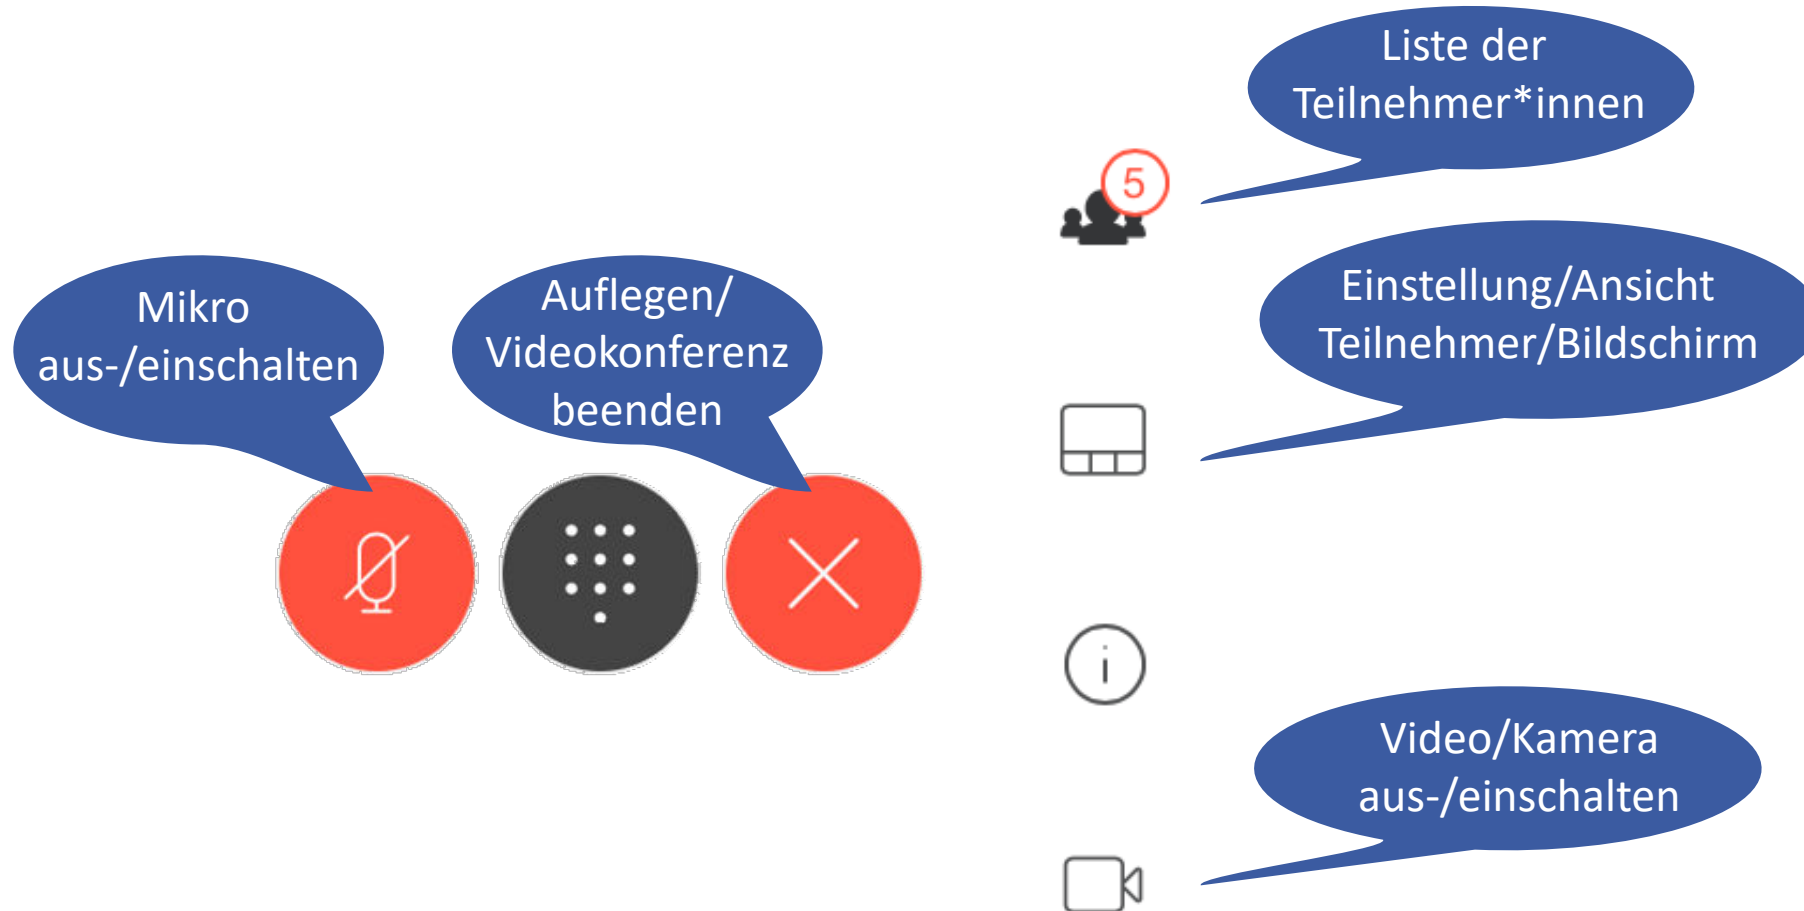 Liste der
Teilnehmer*innen
5
Einstellung/Ansicht
Teilnehmer/Bildschirm
Mikro
aus-/einschalten
Auflegen/
Videokonferenz
beenden
i
Video/Kamera
aus-/einschalten